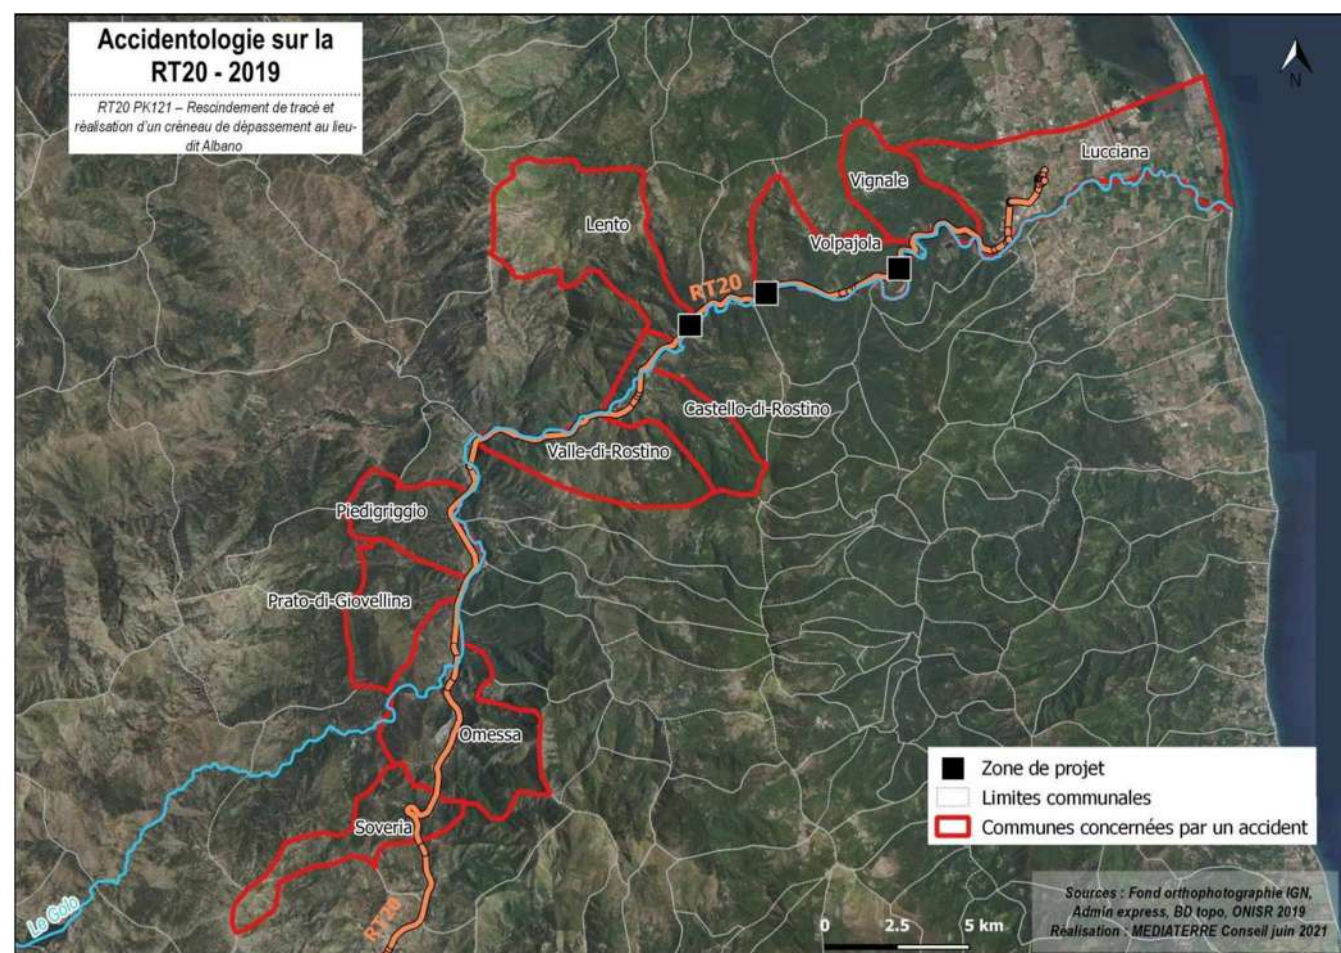 Accidentologie sur la
RT20 - 2019
RT20 PK121 – Rescindement de tracé et
réalisation d'un créneau de dépassement au lieu-
dit Albano
N
Lucciana
Vignale
Lento
Volpajola
RT20
Castello-di-Rostino
Valle-di-Rostino
Piedigriggio
Prato-di-Giovellina
Omessa
Soveria
Le Golo
RT20
Zone de projet
Limites communales
Communes concernées par un accident
0 2.5 5 km
Sources : Fond orthophotographie IGN,
Admin express, BD topo, ONISR 2019
Réalisation : MEDIATERRE Conseil juin 2021